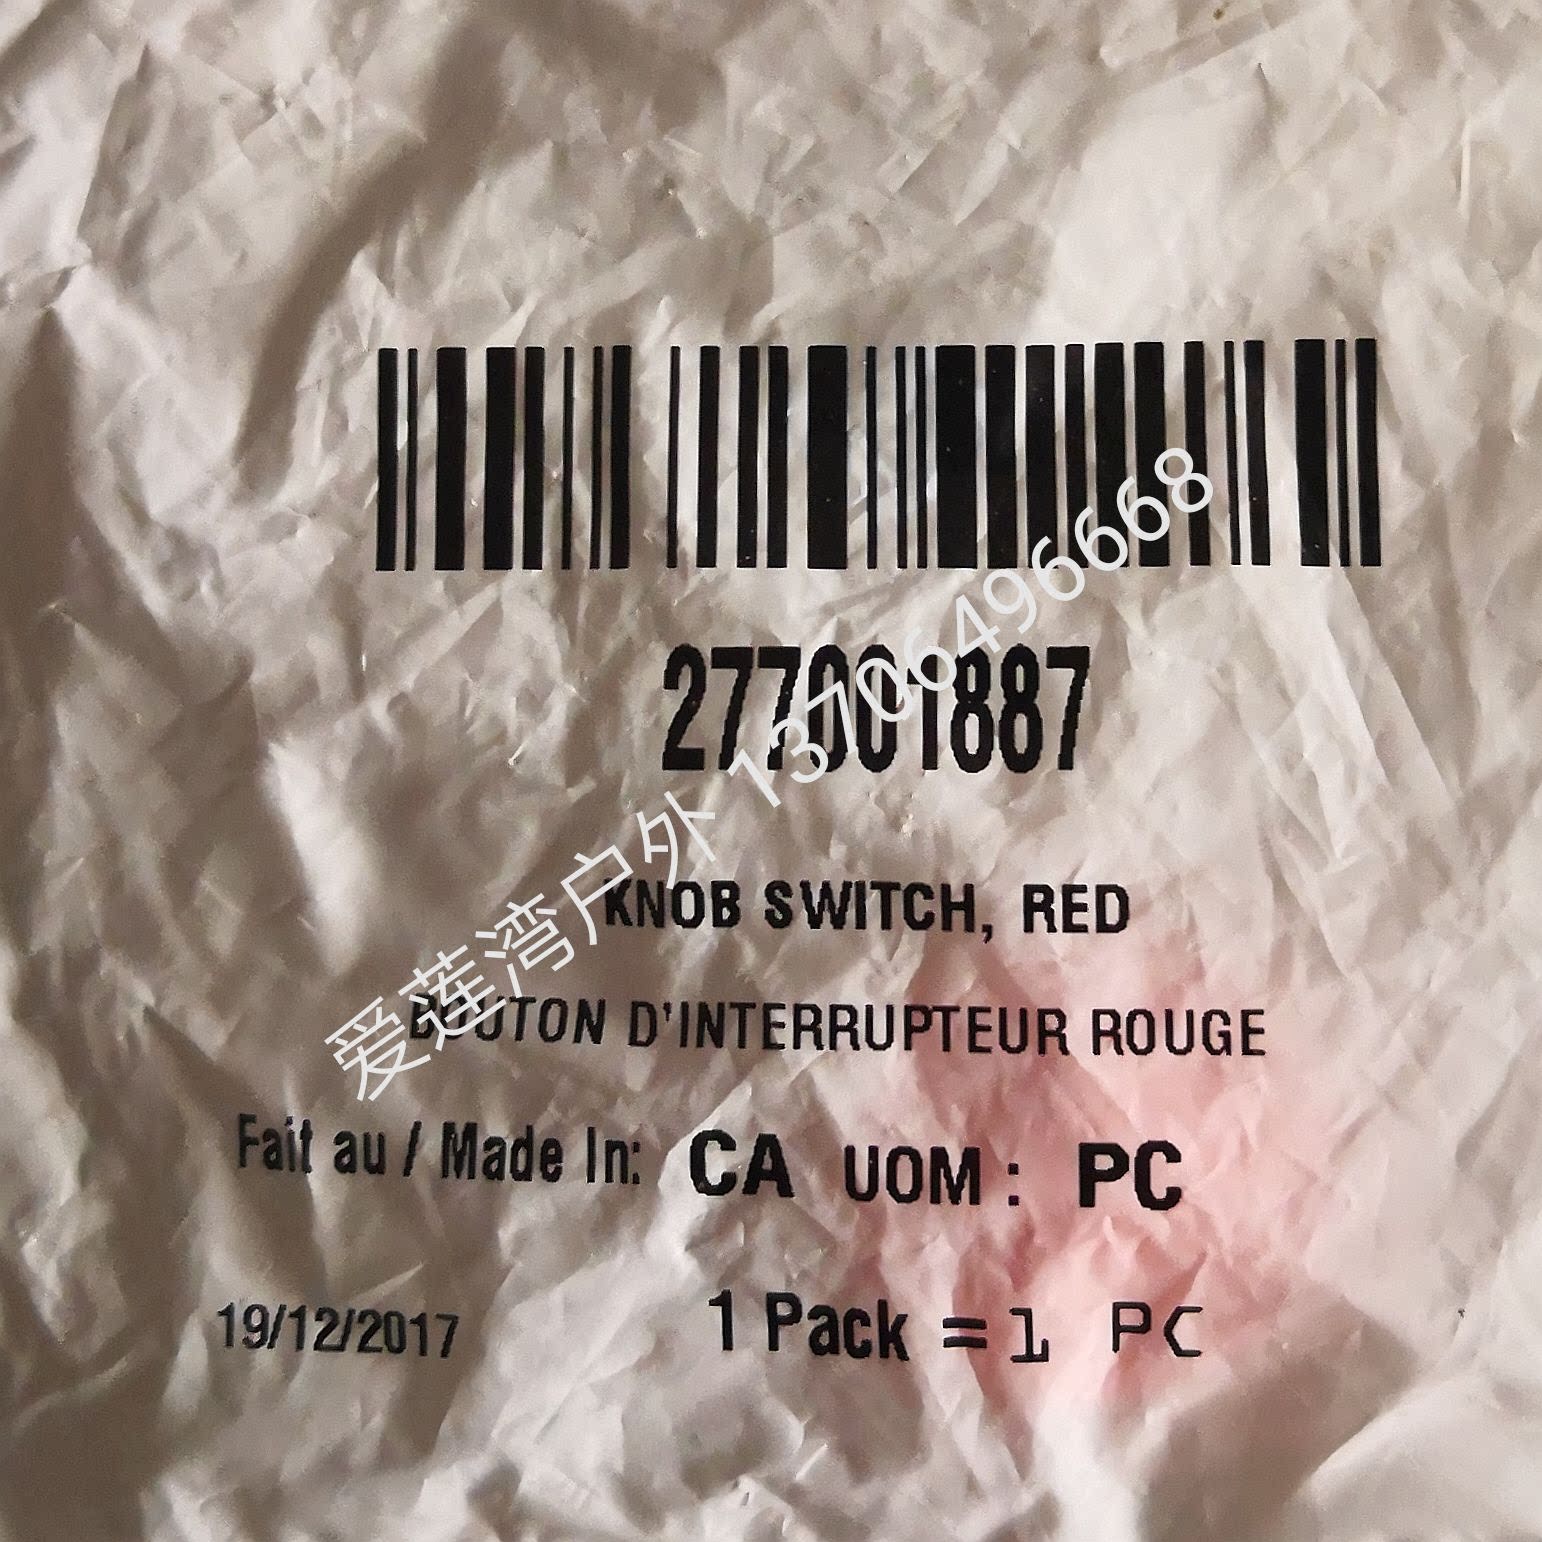 277001887
KNOB SWITCH, RED
BOUTON D'INTERRUPTEUR ROUGE
Fait au / Made In: CA UOM : PC
19/12/2017 1 Pack = 1 PC
爱莲湾户外 13706496668